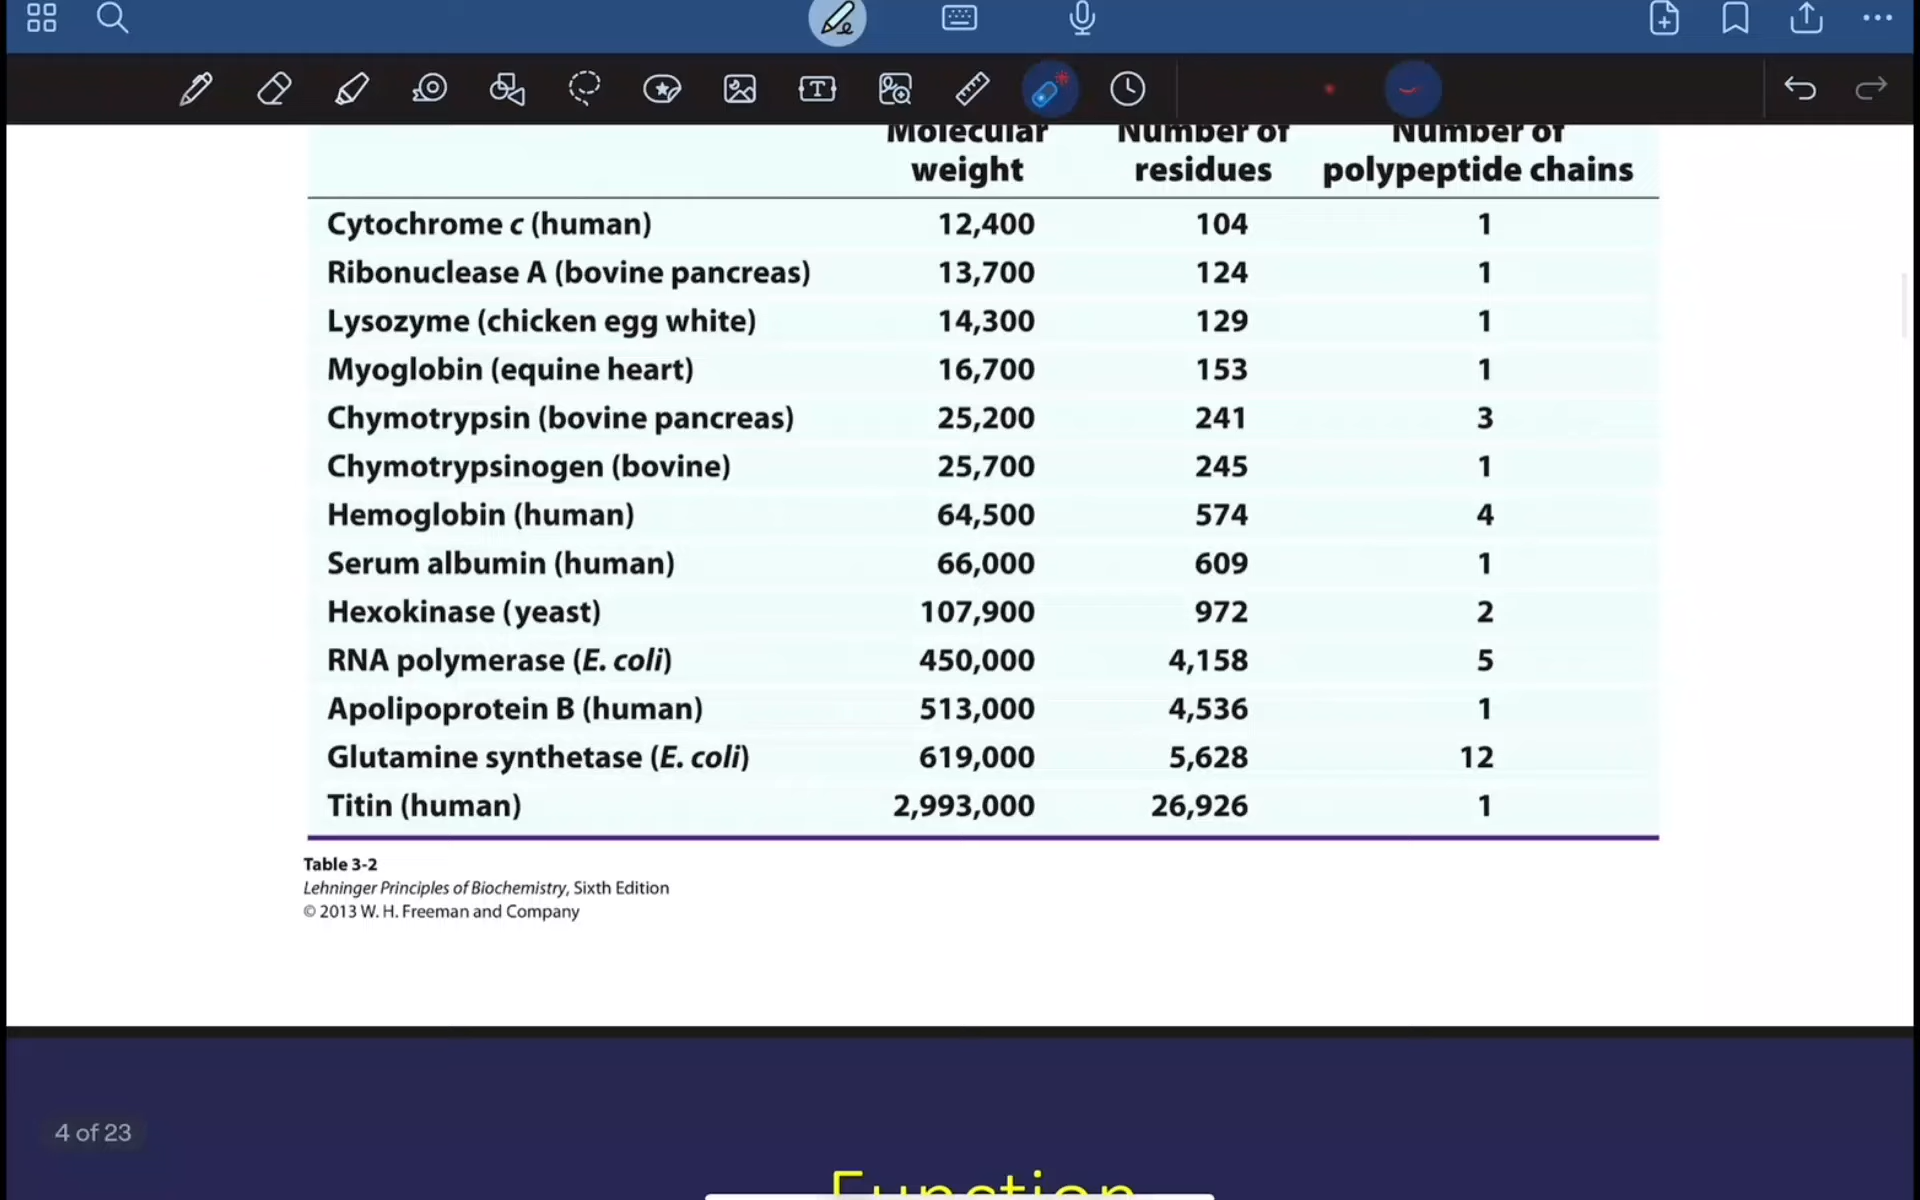 Molecular weight Number of residues Number of polypeptide chains
Cytochrome c (human) 12,400 104 1
Ribonuclease A (bovine pancreas) 13,700 124 1
Lysozyme (chicken egg white) 14,300 129 1
Myoglobin (equine heart) 16,700 153 1
Chymotrypsin (bovine pancreas) 25,200 241 3
Chymotrypsinogen (bovine) 25,700 245 1
Hemoglobin (human) 64,500 574 4
Serum albumin (human) 66,000 609 1
Hexokinase (yeast) 107,900 972 2
RNA polymerase (E. coli) 450,000 4,158 5
Apolipoprotein B (human) 513,000 4,536 1
Glutamine synthetase (E. coli) 619,000 5,628 12
Titin (human) 2,993,000 26,926 1
Table 3-2
Lehninger Principles of Biochemistry, Sixth Edition
© 2013 W. H. Freeman and Company
4 of 23
Function